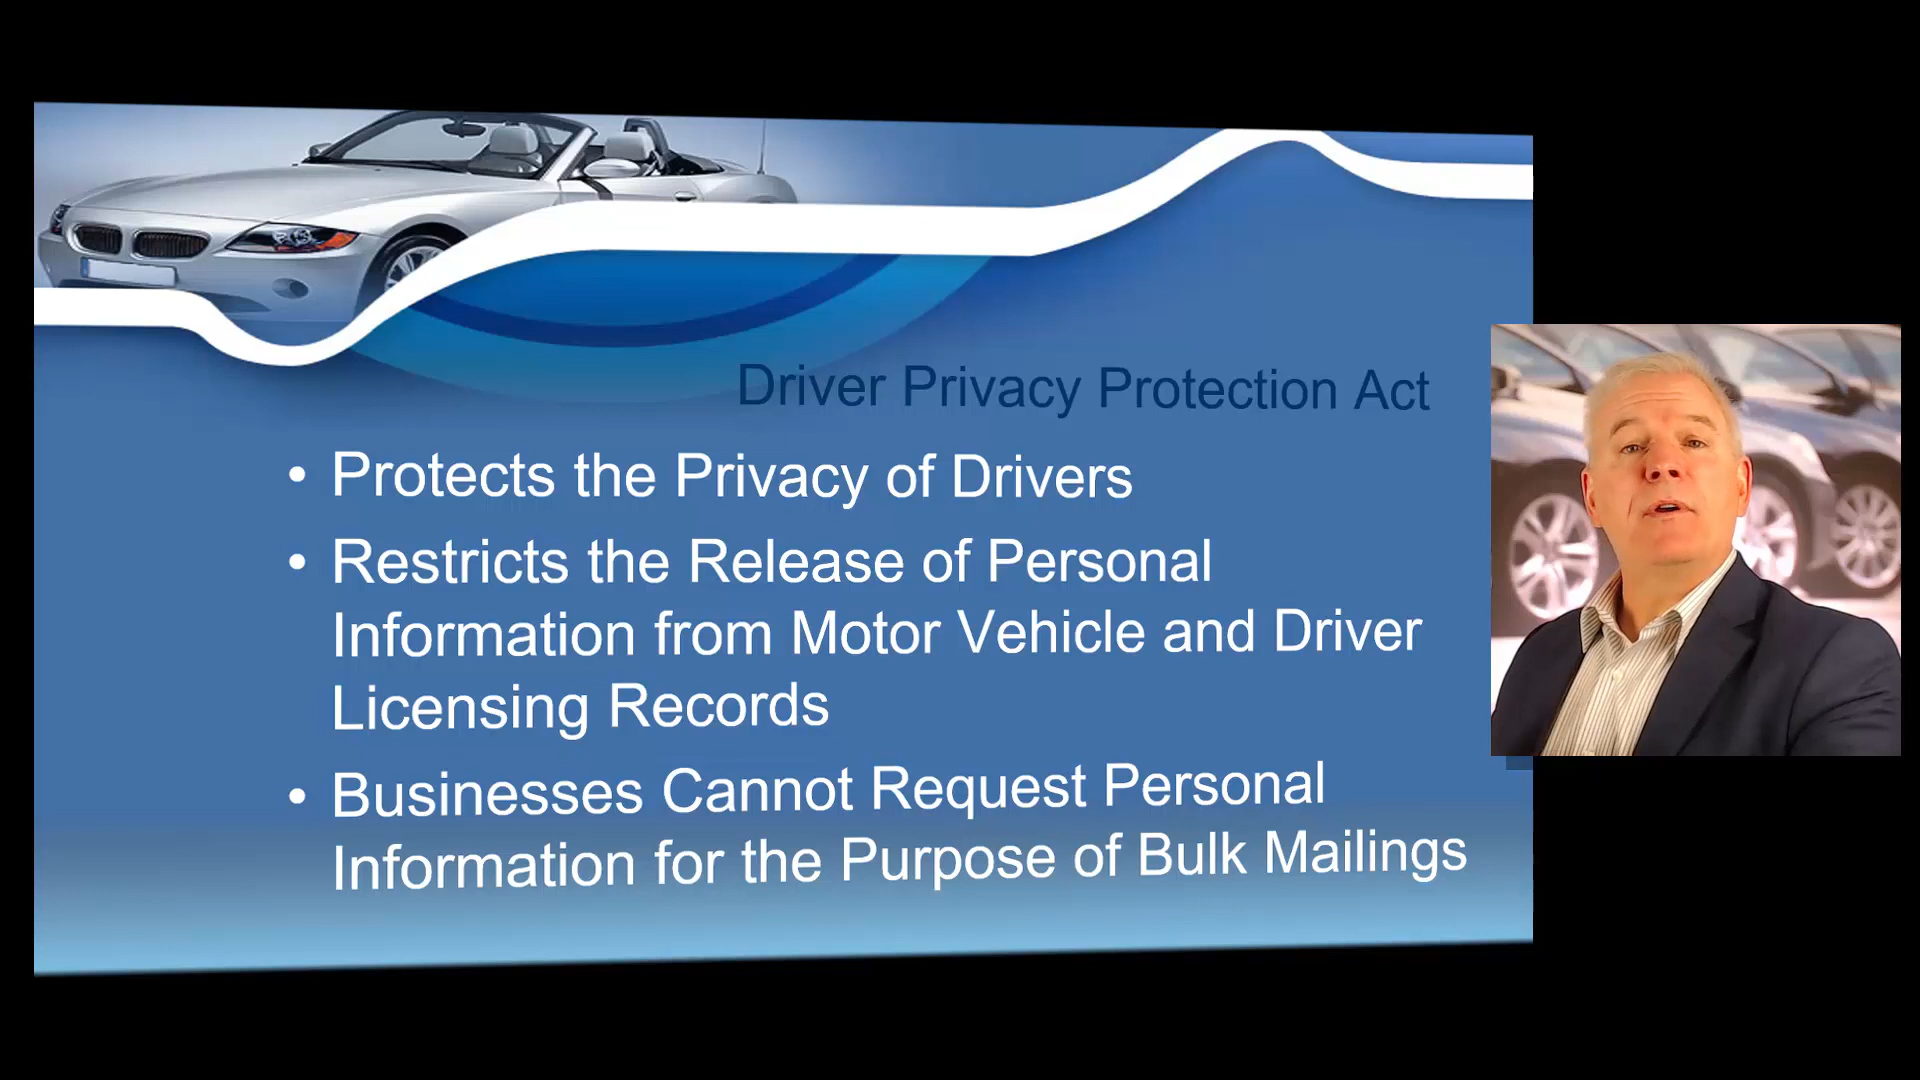 Driver Privacy Protection Act
• Protects the Privacy of Drivers
• Restricts the Release of Personal
Information from Motor Vehicle and Driver
Licensing Records
• Businesses Cannot Request Personal
Information for the Purpose of Bulk Mailings